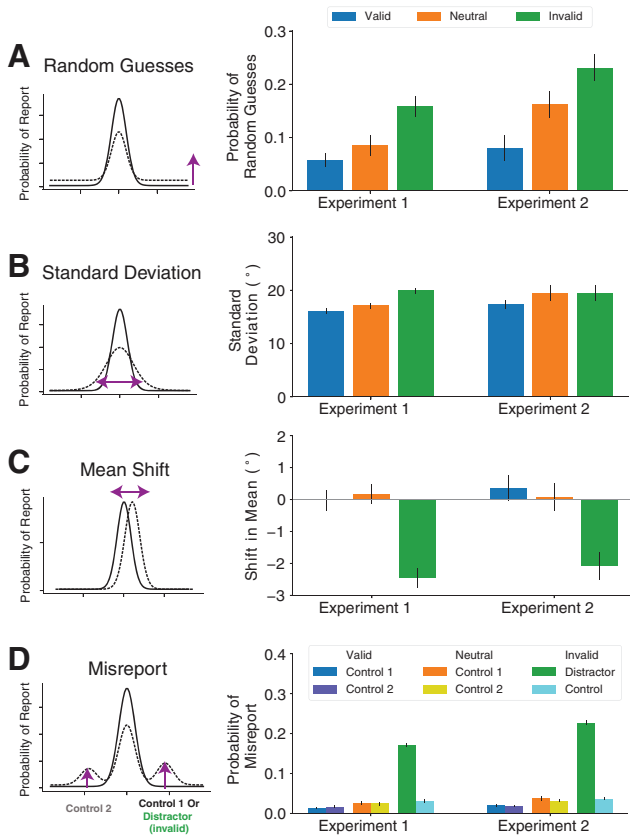 Valid Neutral Invalid
A Random Guesses
Probability of Report
Probability of
Random Guesses
0.3
0.2
0.1
0.0
Experiment 1 Experiment 2
B Standard Deviation
Probability of Report
Standard
Deviation (°)
30
20
10
0
Experiment 1 Experiment 2
C Mean Shift
Probability of Report
Shift in Mean (°)
2
1
0
−1
−2
−3
Experiment 1 Experiment 2
D Misreport
Probability of Report
Control 2
Control 1 Or
Distractor
(invalid)
Probability of
Misreport
Valid Neutral Invalid
Control 1 Control 1 Distractor
Control 2 Control 2 Control
0.4
0.3
0.2
0.1
0.0
Experiment 1 Experiment 2